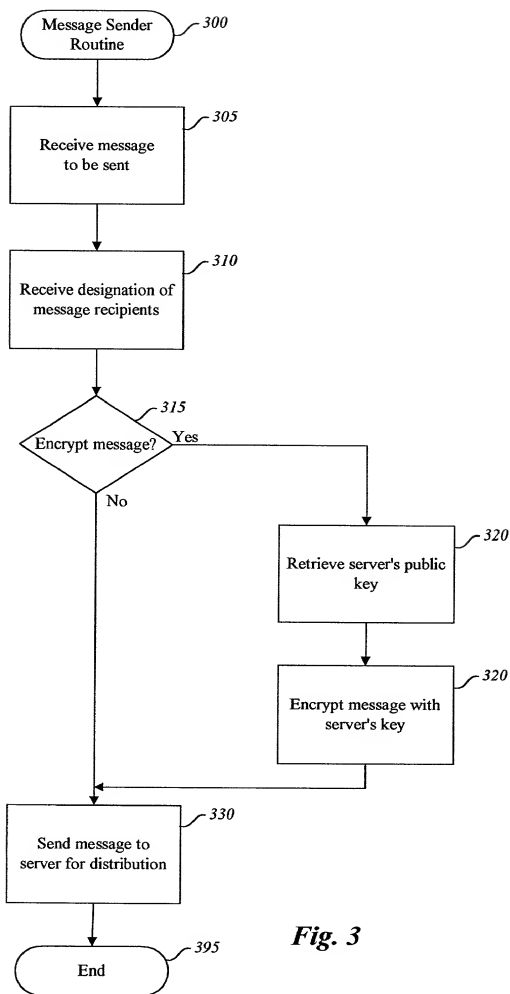 Message Sender
Routine
300
305
Receive message
to be sent
310
Receive designation of
message recipients
315
Encrypt message?
Yes
No
320
Retrieve server's public
key
320
Encrypt message with
server's key
330
Send message to
server for distribution
395
End
Fig. 3